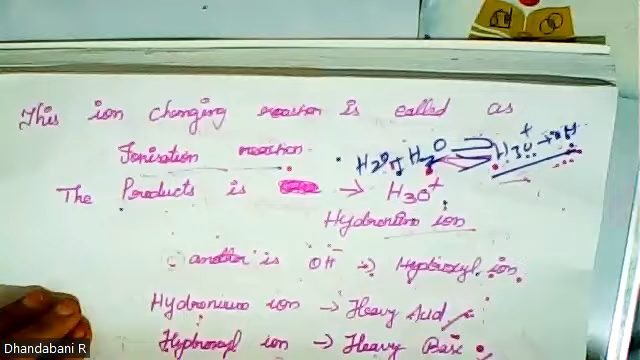 This ion changing reaction is called as
Ionisation reaction.
H2O + H2O ⇌ H3O+ + OH
The Products is → H3O+
Hydronium ion
another is OH- ⇒ Hydroxyl ion
Hydronium ion → Heavy Acid
Hydroxyl ion → Heavy Base
Dhandabani R